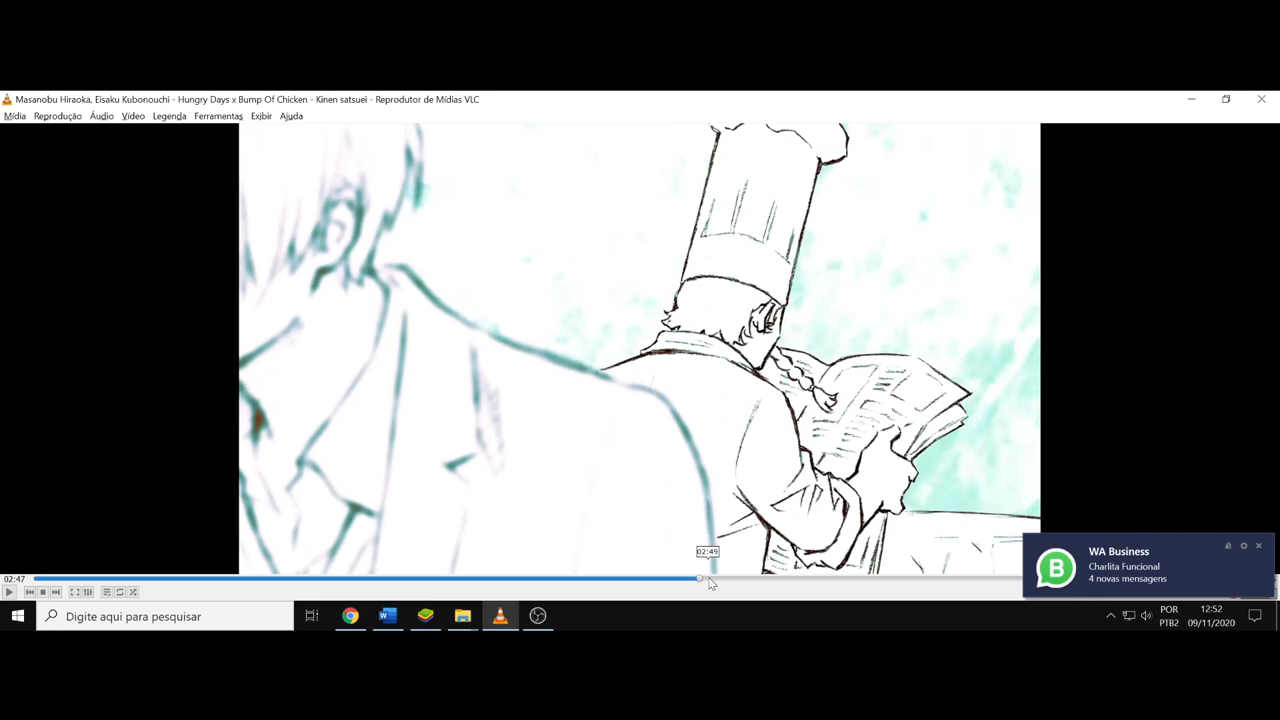 Masanobu Hiraoka, Eisaku Kubonouchi - Hungry Days x Bump Of Chicken - Kinen satsuei - Reprodutor de Mídias VLC
Mídia Reprodução Áudio Vídeo Legenda Ferramentas Exibir Ajuda
02:49
WA Business
Charlita Funcional
4 novas mensagens
02:47
Digite aqui para pesquisar
POR
PTB2
12:52
09/11/2020